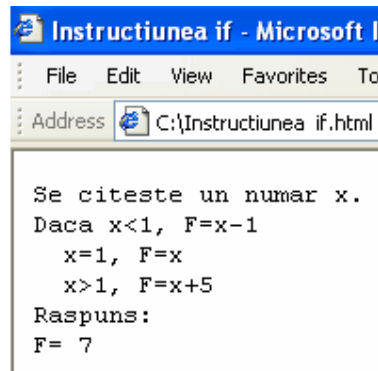 Instructiunea if - Microsoft I
File Edit View Favorites To
Address C:\Instructiunea if.html
Se citeste un numar x.
Daca x<1, F=x-1
x=1, F=x
x>1, F=x+5
Raspuns:
F= 7